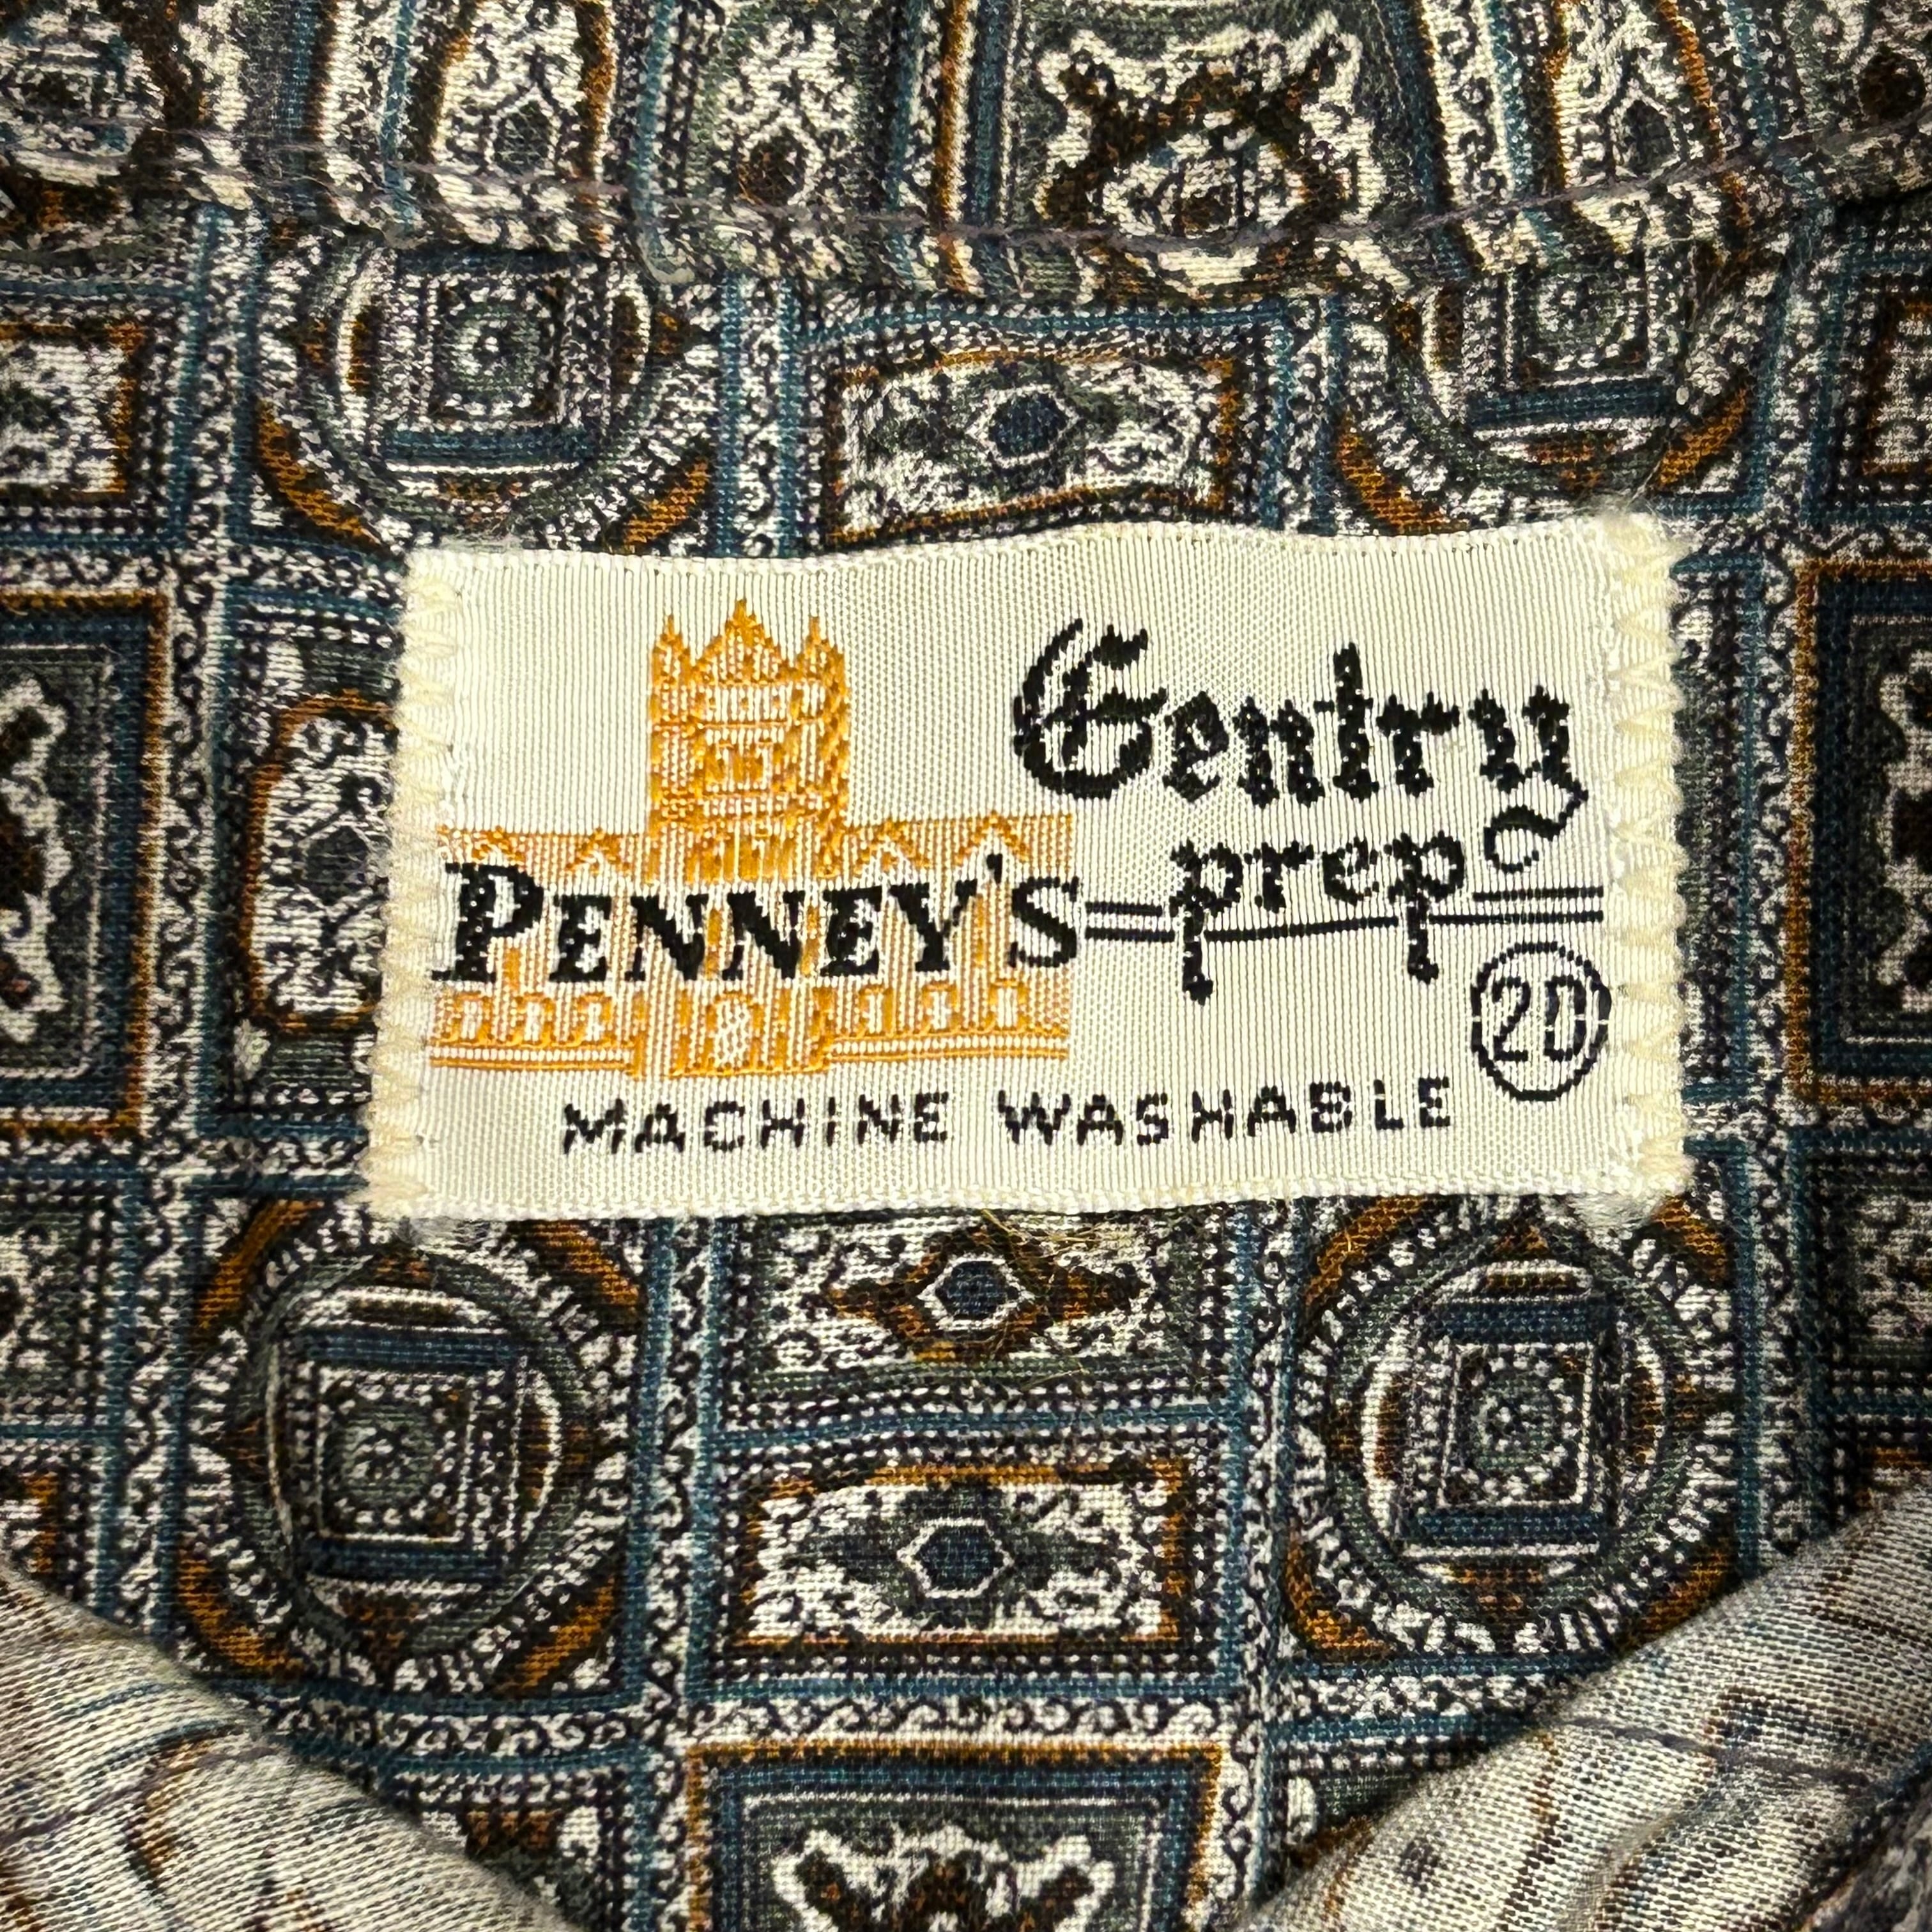 Gentry
prep
PENNEY'S
20
MACHINE WASHABLE